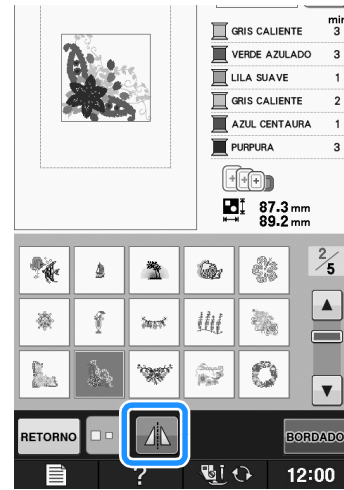 min
GRIS CALIENTE 3
VERDE AZULADO 3
LILA SUAVE 1
GRIS CALIENTE 2
AZUL CENTAURA 1
PURPURA 3
87.3 mm
89.2 mm
2/5
RETORNO
BORDADO
?
12:00